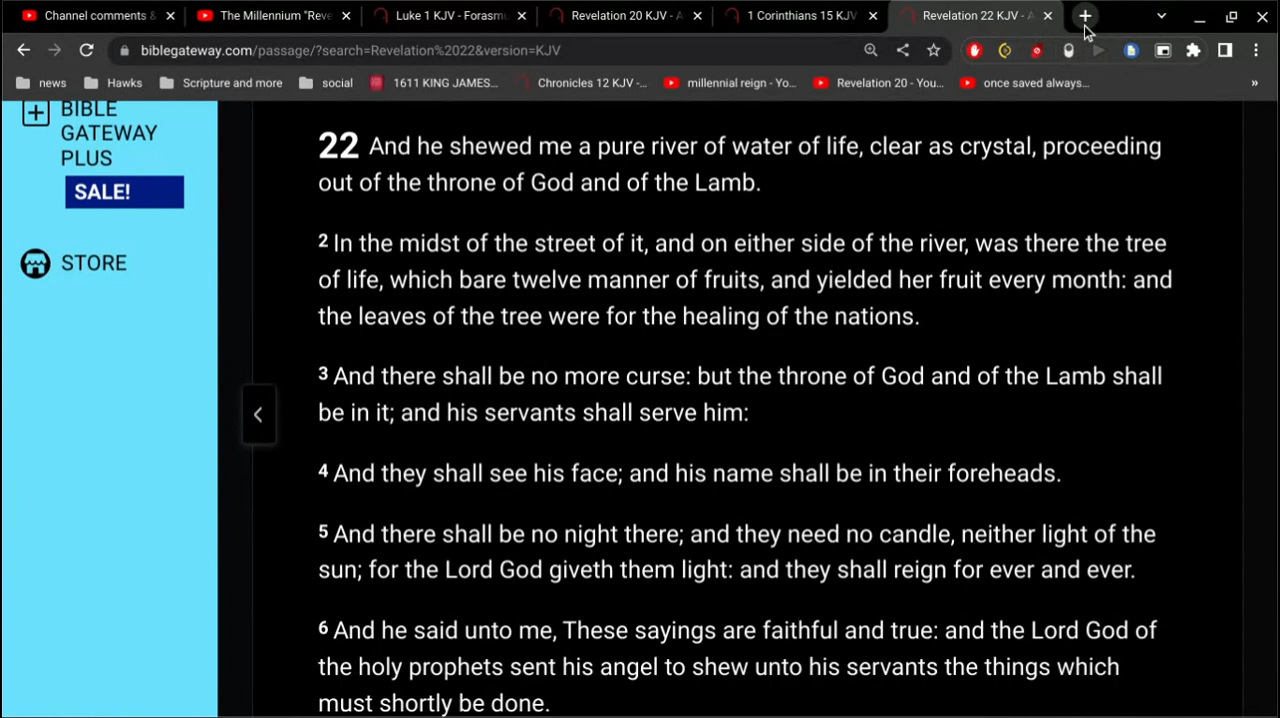 Channel comments &
The Millennium "Reve
Luke 1 KJV - Forasmu
Revelation 20 KJV - A
1 Corinthians 15 KJV
Revelation 22 KJV - A
biblegateway.com/passage/?search=Revelation%2022&version=KJV
news
Hawks
Scripture and more
social
1611 KING JAMES...
Chronicles 12 KJV -...
millennial reign - Yo...
Revelation 20 - You...
once saved always...
»
BIBLE
GATEWAY
PLUS
SALE!
STORE
22 And he shewed me a pure river of water of life, clear as crystal, proceeding
out of the throne of God and of the Lamb.
2 In the midst of the street of it, and on either side of the river, was there the tree
of life, which bare twelve manner of fruits, and yielded her fruit every month: and
the leaves of the tree were for the healing of the nations.
3 And there shall be no more curse: but the throne of God and of the Lamb shall
be in it; and his servants shall serve him:
4 And they shall see his face; and his name shall be in their foreheads.
5 And there shall be no night there; and they need no candle, neither light of the
sun; for the Lord God giveth them light: and they shall reign for ever and ever.
6 And he said unto me, These sayings are faithful and true: and the Lord God of
the holy prophets sent his angel to shew unto his servants the things which
must shortly be done.